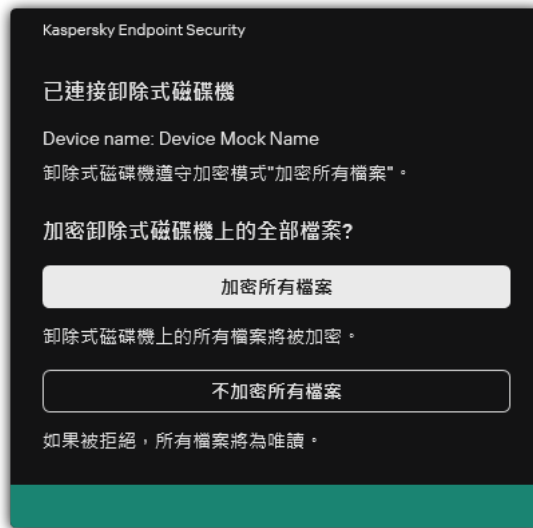 Kaspersky Endpoint Security
已連接卸除式磁碟機
Device name: Device Mock Name
卸除式磁碟機遵守加密模式"加密所有檔案"。
加密卸除式磁碟機上的全部檔案?
加密所有檔案
卸除式磁碟機上的所有檔案將被加密。
不加密所有檔案
如果被拒絕，所有檔案將為唯讀。